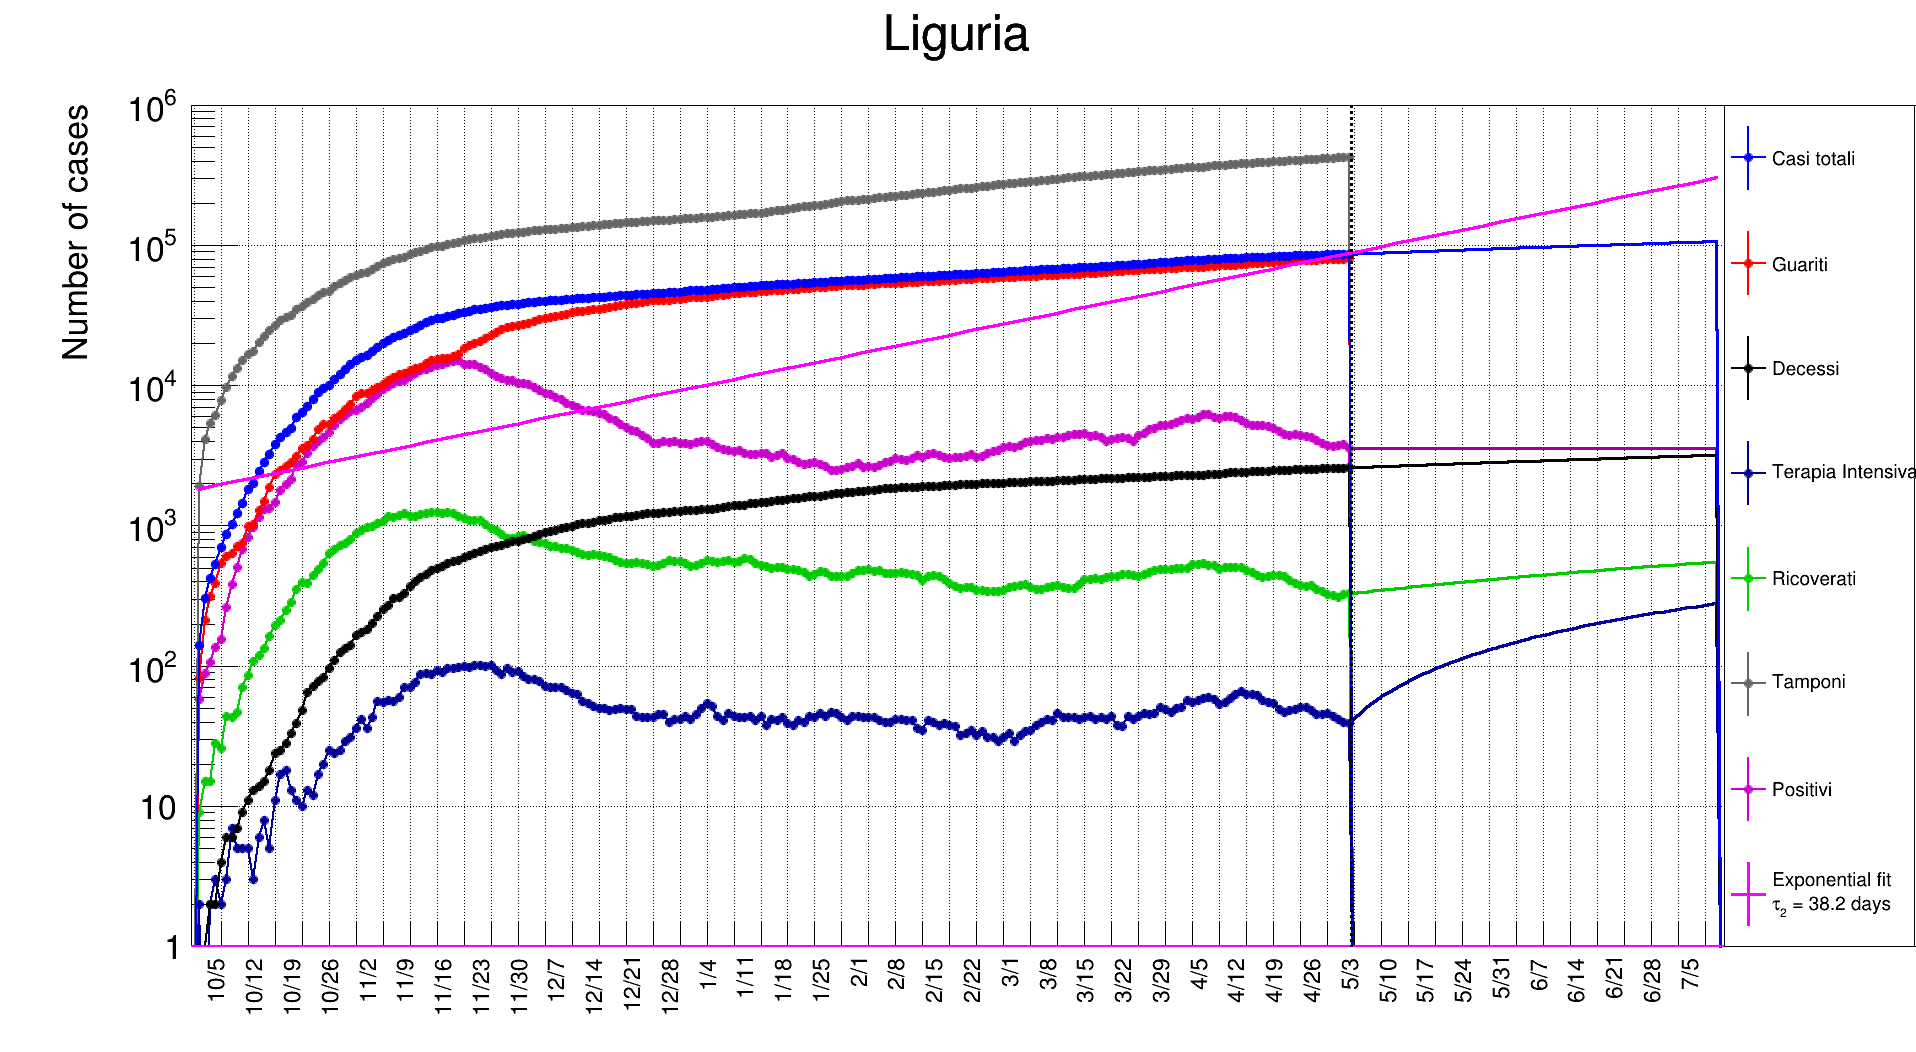 Liguria
Number of cases
10^6
10^5
10^4
10^3
10^2
10
1
10/5 10/12 10/19 10/26 11/2 11/9 11/16 11/23 11/30 12/7 12/14 12/21 12/28 1/4 1/11 1/18 1/25 2/1 2/8 2/15 2/22 3/1 3/8 3/15 3/22 3/29 4/5 4/12 4/19 4/26 5/3 5/10 5/17 5/24 5/31 6/7 6/14 6/21 6/28 7/5
Casi totali
Guariti
Decessi
Terapia Intensiva
Ricoverati
Tamponi
Positivi
Exponential fit
τ₂ = 38.2 days